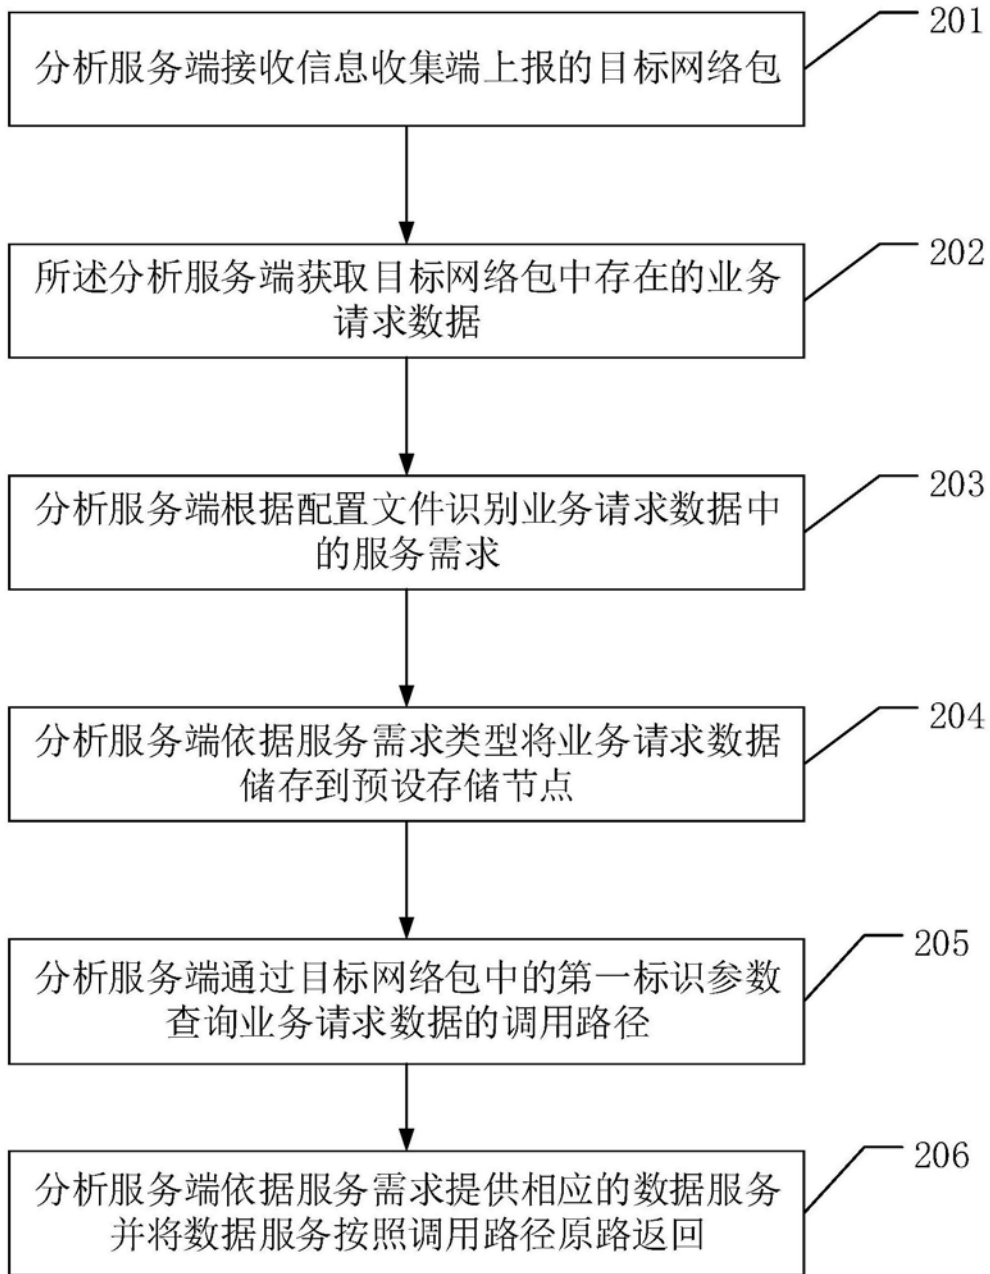 201
分析服务端接收信息收集端上报的目标网络包
202
所述分析服务端获取目标网络包中存在的业务
请求数据
203
分析服务端根据配置文件识别业务请求数据中
的服务需求
204
分析服务端依据服务需求类型将业务请求数据
储存到预设存储节点
205
分析服务端通过目标网络包中的第一标识参数
查询业务请求数据的调用路径
206
分析服务端依据服务需求提供相应的数据服务
并将数据服务按照调用路径原路返回